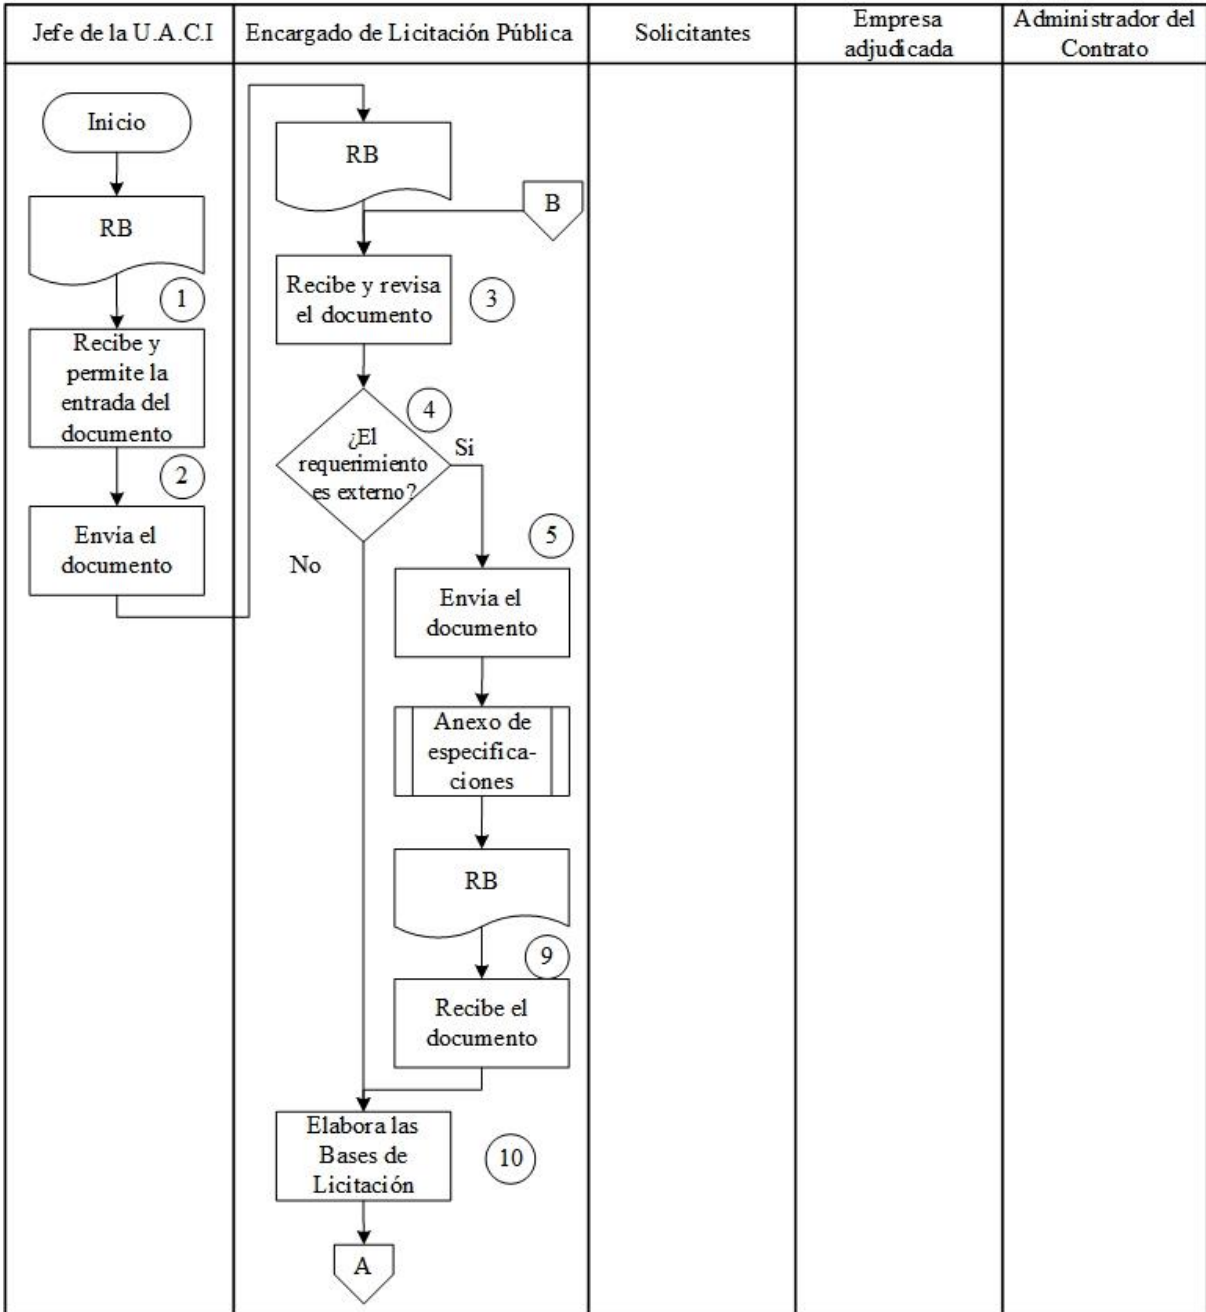 Jefe de la U.A.C.I
Encargado de Licitación Pública
Solicitantes
Empresa
adjudicada
Administrador del
Contrato
Inicio
RB
1
Recibe y
permite la
entrada del
documento
2
Envia el
documento
RB
B
Recibe y revisa
el documento
3
4
¿El
requerimiento
es externo?
Si
No
5
Envia el
documento
Anexo de
especifica-
ciones
RB
9
Recibe el
documento
Elabora las
Bases de
Licitación
10
A